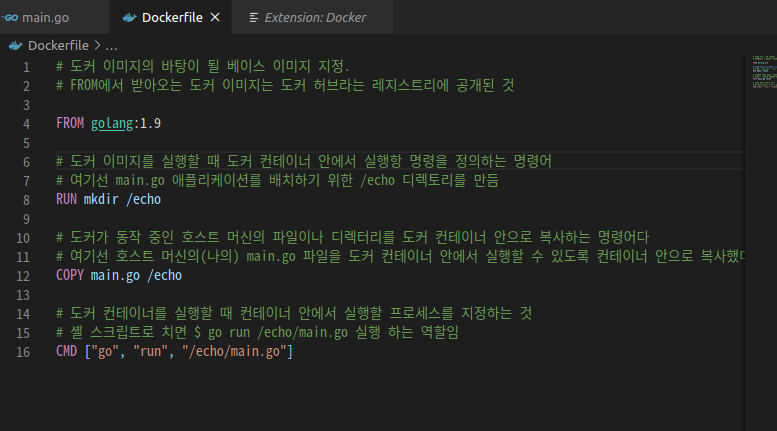 main.go
Dockerfile
Extension: Docker
Dockerfile > ...
1 # 도커 이미지의 바탕이 될 베이스 이미지 지정.
2 # FROM에서 받아오는 도커 이미지는 도커 허브라는 레지스트리에 공개된 것
3
4 FROM golang:1.9
5
6 # 도커 이미지를 실행할 때 도커 컨테이너 안에서 실행항 명령을 정의하는 명령어
7 # 여기선 main.go 애플리케이션를 배치하기 위한 /echo 디렉토리를 만듬
8 RUN mkdir /echo
9
10 # 도커가 동작 중인 호스트 머신의 파일이나 디렉터리를 도커 컨테이너 안으로 복사하는 명령어다
11 # 여기선 호스트 머신의(나의) main.go 파일을 도커 컨테이너 안에서 실행할 수 있도록 컨테이너 안으로 복사했다
12 COPY main.go /echo
13
14 # 도커 컨테이너를 실행할 때 컨테이너 안에서 실행할 프로세스를 지정하는 것
15 # 셸 스크립트로 치면 $ go run /echo/main.go 실행 하는 역할임
16 CMD ["go", "run", "/echo/main.go"]